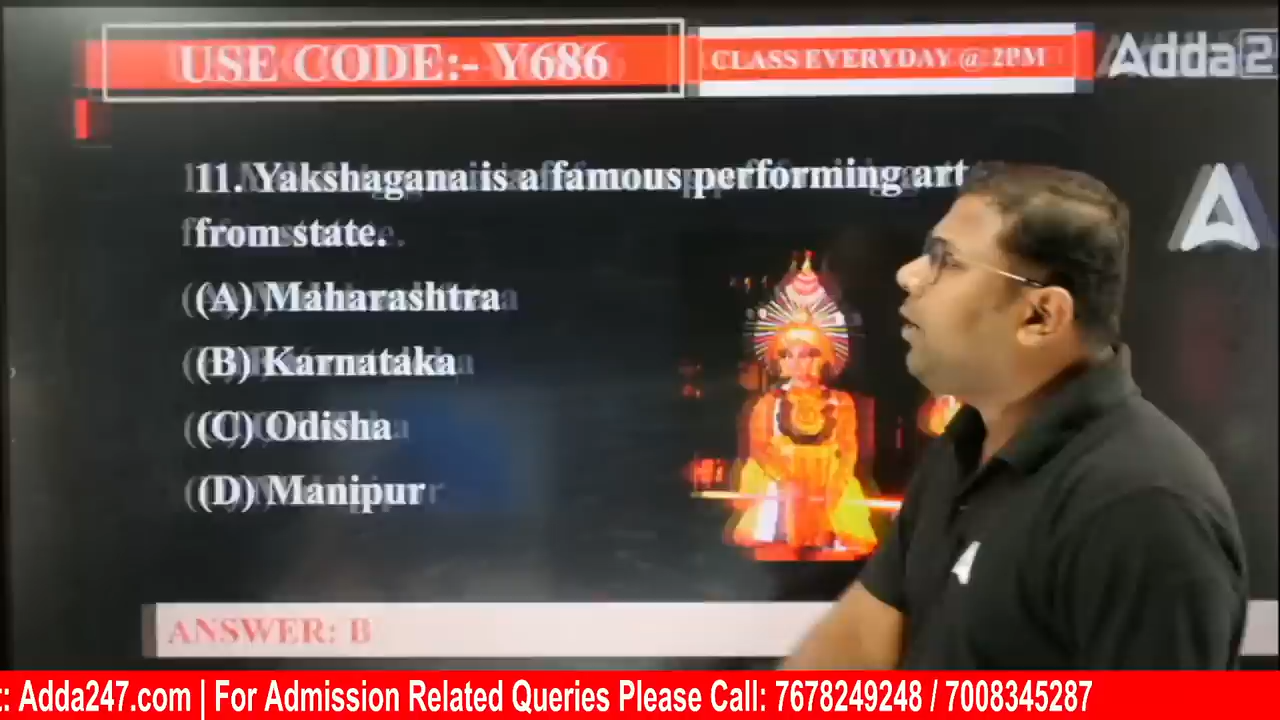 USE CODE:- Y686
CLASS EVERYDAY @ 2PM
Adda2
11. Yakshagana is a famous performing art
from state.
(A) Maharashtra
(B) Karnataka
(C) Odisha
(D) Manipur
ANSWER: B
: Adda247.com | For Admission Related Queries Please Call: 7678249248 / 7008345287